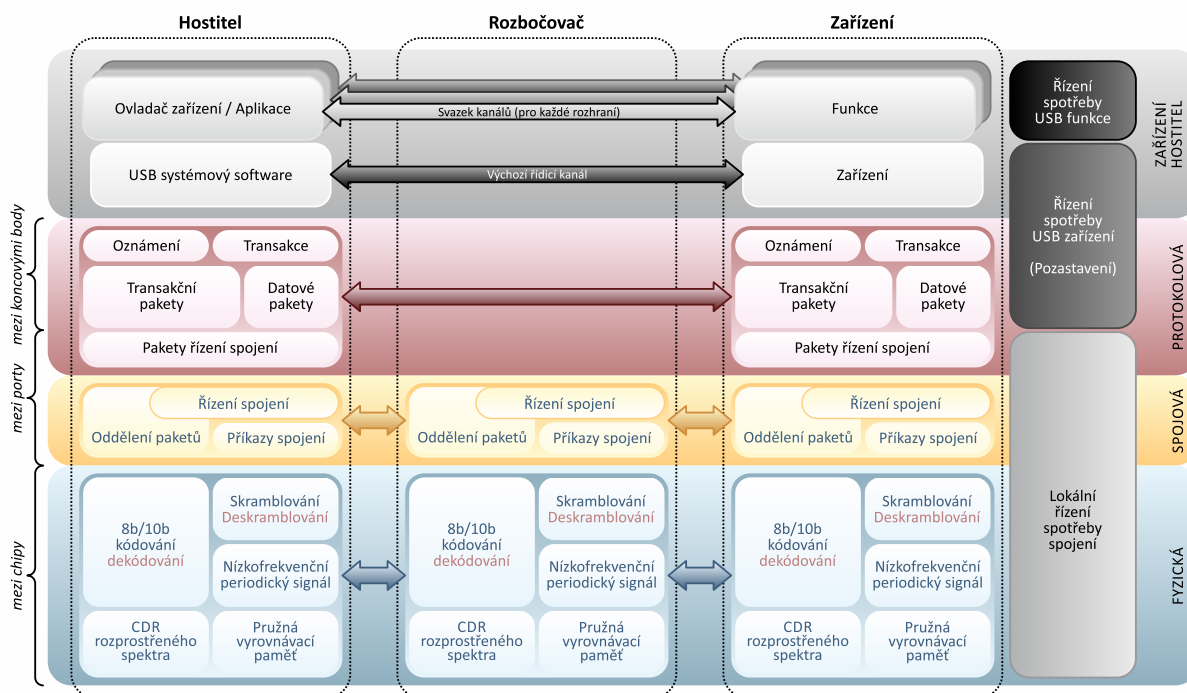 Hostitel
Rozbočovač
Zařízení
Ovladač zařízení / Aplikace
Svazek kanálů (pro každé rozhraní)
Funkce
Řízení
spotřeby
USB funkce
ZAŘÍZENÍ
HOSTITEL
USB systémový software
Výchozí řídicí kanál
Zařízení
Řízení
spotřeby
USB zařízení
(Pozastavení)
mezi koncovými body
Oznámení
Transakce
Transakční
pakety
Datové
pakety
Pakety řízení spojení
Oznámení
Transakce
Transakční
pakety
Datové
pakety
Pakety řízení spojení
PROTOKOLOVÁ
mezi porty
Řízení spojení
Oddělení paketů
Příkazy spojení
Řízení spojení
Oddělení paketů
Příkazy spojení
Řízení spojení
Oddělení paketů
Příkazy spojení
SPOJOVÁ
mezi chipy
8b/10b
kódování
dekódování
Skramblování
Deskramblování
Nízkofrekvenční
periodický signál
CDR
rozprostřeného
spektra
Pružná
vyrovnávací
paměť
8b/10b
kódování
dekódování
Skramblování
Deskramblování
Nízkofrekvenční
periodický signál
CDR
rozprostřeného
spektra
Pružná
vyrovnávací
paměť
8b/10b
kódování
dekódování
Skramblování
Deskramblování
Nízkofrekvenční
periodický signál
CDR
rozprostřeného
spektra
Pružná
vyrovnávací
paměť
Lokální
řízení
spotřeby
spojení
FYZICKÁ